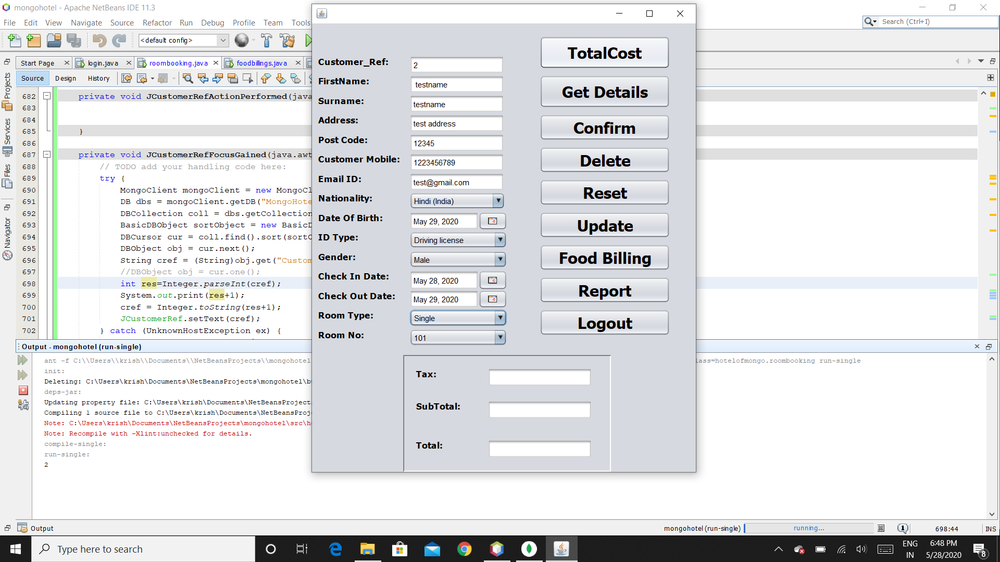 mongohotel - Apache NetBeans IDE 11.3
File Edit View Navigate Source Refactor Run Debug Profile Team Tools
Search (Ctrl+I)
<default config>
Start Page login.java roombooking.java foodbillings.java
Source Design History
Projects
Services
Files
Navigator
682 private void JCustomerRefActionPerformed(java
683
684
685 }
686
687 private void JCustomerRefFocusGained(java.awt
688 // TODO add your handling code here:
689 try {
690 MongoClient mongoClient = new MongoCl
691 DB dbs = mongoClient.getDB("MongoHote
692 DBCollection coll = dbs.getCollection
693 BasicDBObject sortObject = new BasicD
694 DBCursor cur = coll.find().sort(sortO
695 DBObject obj = cur.next();
696 String cref = (String)obj.get("Custom
697 //DBObject obj = cur.one();
698 int res=Integer.parseInt(cref);
699 System.out.print(res+1);
700 cref = Integer.toString(res+1);
701 JCustomerRef.setText(cref);
702 } catch (UnknownHostException ex) {
Customer_Ref: 2
FirstName: testname
Surname: testname
Address: test address
Post Code: 12345
Customer Mobile: 1223456789
Email ID: test@gmail.com
Nationality: Hindi (India)
Date Of Birth: May 29, 2020
ID Type: Driving license
Gender: Male
Check In Date: May 28, 2020
Check Out Date: May 29, 2020
Room Type: Single
Room No: 101
TotalCost
Get Details
Confirm
Delete
Reset
Update
Food Billing
Report
Logout
Tax:
SubTotal:
Total:
Output - mongohotel (run-single)
ant -f C:\\Users\\krish\\Documents\\NetBeansProjects\\mongohotel lass=hotelofmongo.roombooking run-single
init:
Deleting: C:\Users\krish\Documents\NetBeansProjects\mongohotel\b
deps-jar:
Updating property file: C:\Users\krish\Documents\NetBeansProject
Compiling 1 source file to C:\Users\krish\Documents\NetBeansProj
Note: C:\Users\krish\Documents\NetBeansProjects\mongohotel\src\h
Note: Recompile with -Xlint:unchecked for details.
compile-single:
run-single:
2
Output
mongohotel (run-single) running... 1 698:44 INS
Type here to search
ENG
IN
6:48 PM
5/28/2020
8